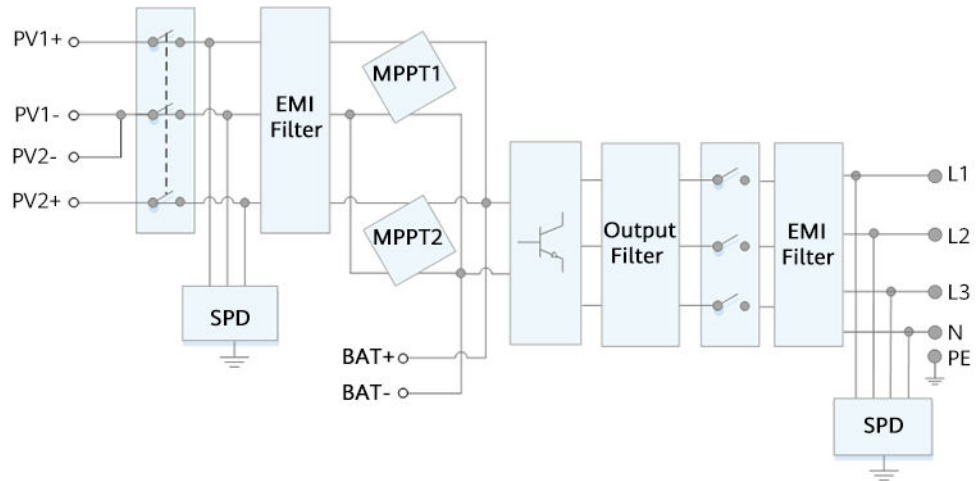 PV1+
PV1-
PV2-
PV2+
EMI
Filter
MPPT1
MPPT2
SPD
BAT+
BAT-
Output
Filter
EMI
Filter
L1
L2
L3
N
PE
SPD